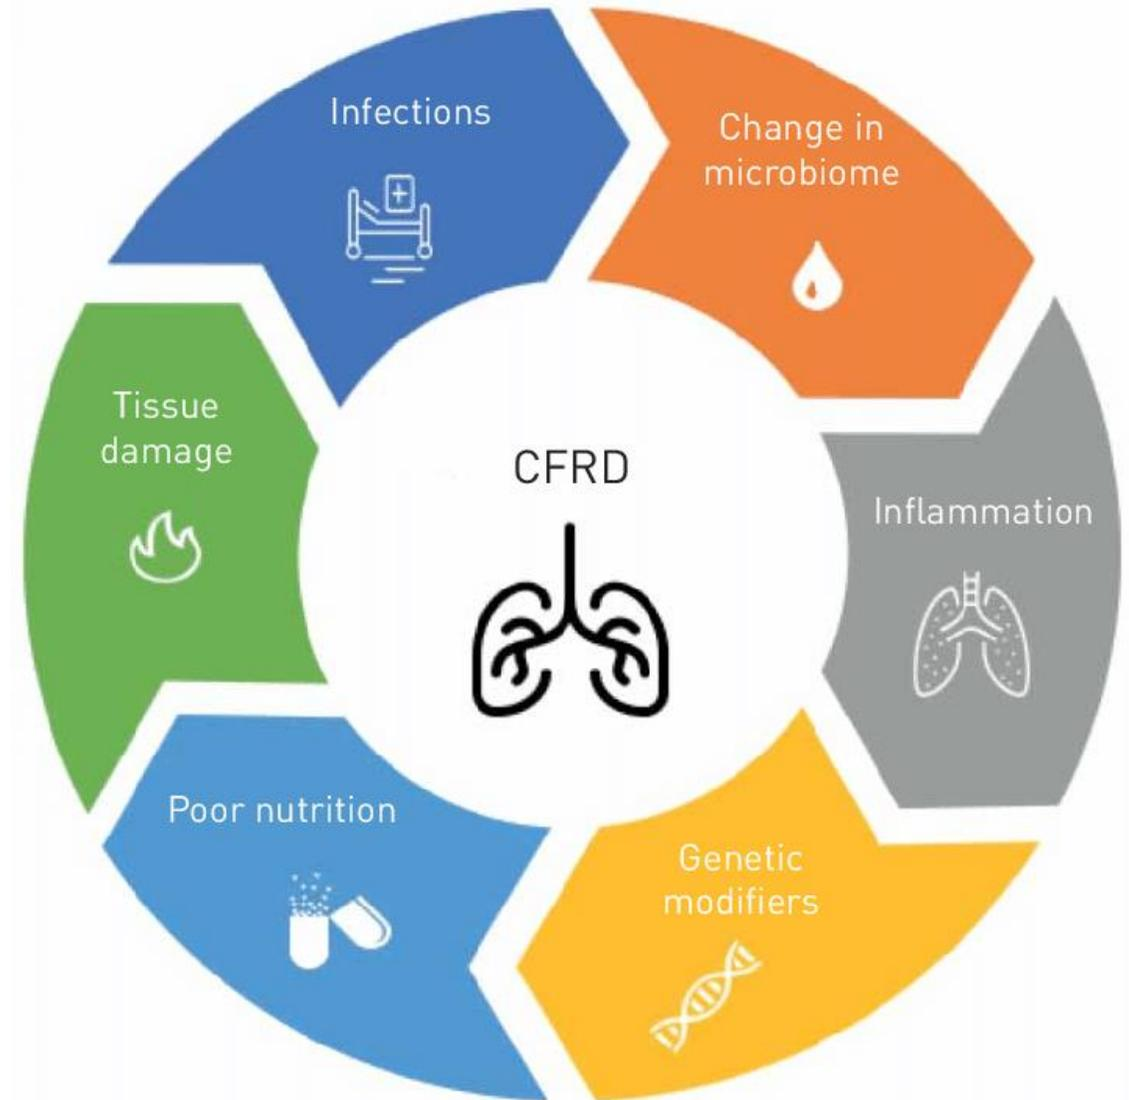 Infections
Change in
microbiome
Tissue
damage
CFRD
Inflammation
Poor nutrition
Genetic
modifiers